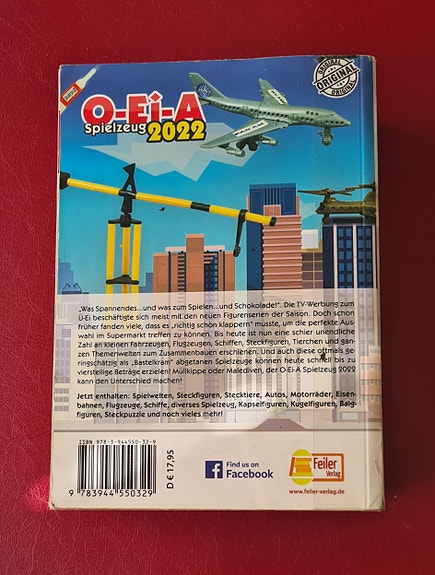 ORIGINAL
ORIGINAL
ORIGINAL
O-Ei-A
Spielzeug 2022
„Was Spannendes...und was zum Spielen...und Schokolade!". Die TV-Werbung zum
Ü-Ei beschäftigte sich meist mit den neuen Figurenserien der Saison. Doch schon
früher fanden viele, dass es „richtig schön klappern" musste, um die perfekte Aus-
wahl im Supermarkt treffen zu können. Bis heute ist nun eine schier unendliche
Zahl an kleinen Fahrzeugen, Flugzeugen, Schiffen, Steckfiguren, Tierchen und gan-
zen Themenwelten zum Zusammenbauen erschienen. Und auch diese oftmals ge-
ringschätzig als „Bastelkram" abgetanen Spielzeuge können heute schnell bis zu
vierstellige Beträge erzielen! Müllkippe oder Malediven, der O-Ei-A Spielzeug 2022
kann den Unterschied machen!
Jetzt enthalten: Spielwelten, Steckfiguren, Stecktiere, Autos, Motorräder, Eisen-
bahnen, Flugzeuge, Schiffe, diverses Spielzeug, Kapselfiguren, Kugelfiguren, Balg-
figuren, Steckpuzzle und noch vieles mehr!
ISBN 978-3-944550-32-9
9 783944 550329
D € 17,95
Find us on
Facebook
Feiler
Verlag
www.feiler-verlag.de